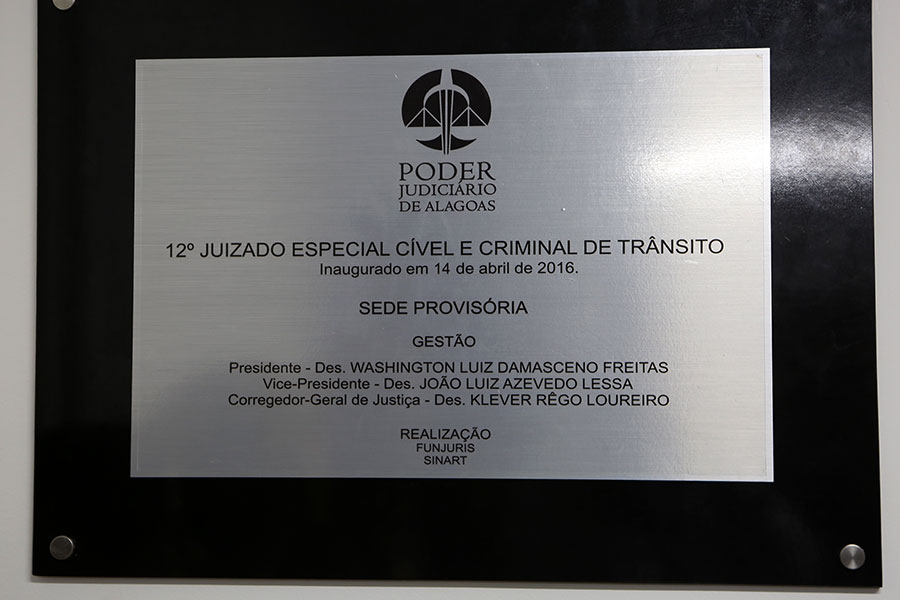 PODER
JUDICIÁRIO
DE ALAGOAS
12º JUIZADO ESPECIAL CÍVEL E CRIMINAL DE TRÂNSITO
Inaugurado em 14 de abril de 2016.
SEDE PROVISÓRIA
GESTÃO
Presidente - Des. WASHINGTON LUIZ DAMASCENO FREITAS
Vice-Presidente - Des. JOÃO LUIZ AZEVEDO LESSA
Corregedor-Geral de Justiça - Des. KLEVER RÊGO LOUREIRO
REALIZAÇÃO
FUNJURIS
SINART